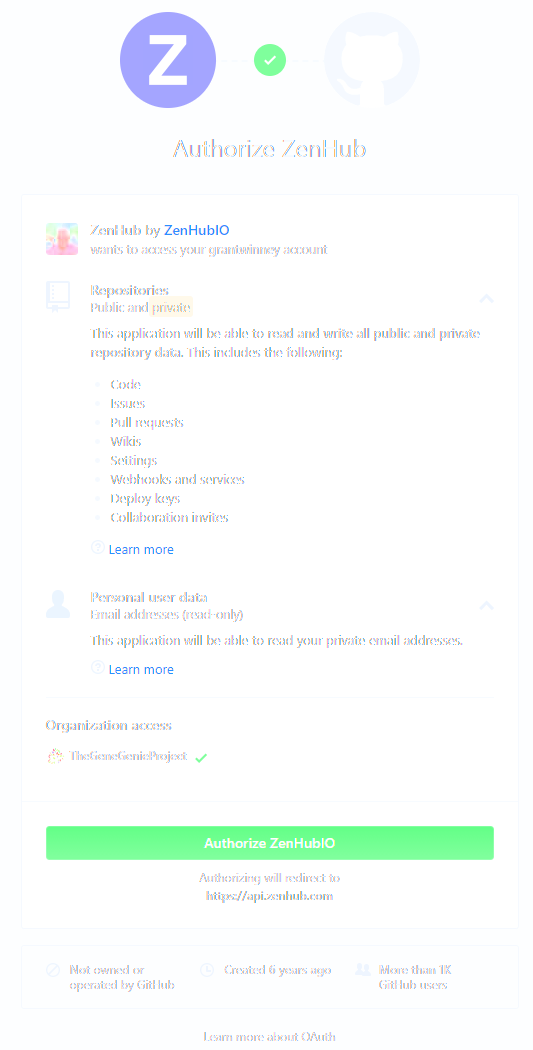 Z
Authorize ZenHub
ZenHub by ZenHubIO
wants to access your grantwinney account
Repositories
Public and private
This application will be able to read and write all public and private
repository data. This includes the following:
Code
Issues
Pull requests
Wikis
Settings
Webhooks and services
Deploy keys
Collaboration invites
Learn more
Personal user data
Email addresses (read-only)
This application will be able to read your private email addresses.
Learn more
Organization access
TheGeneGenieProject
Authorize ZenHubIO
Authorizing will redirect to
https://api.zenhub.com
Not owned or
operated by GitHub
Created 6 years ago
More than 1K
GitHub users
Learn more about OAuth